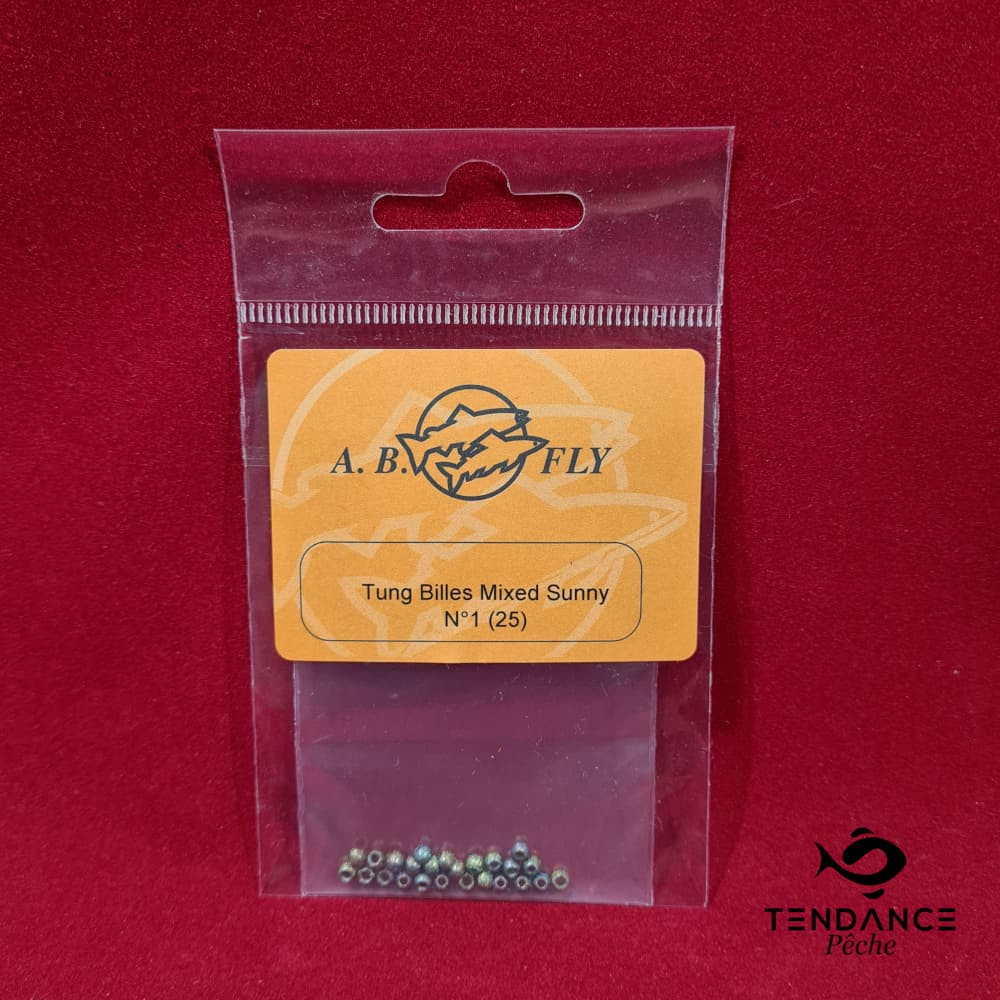 A. B. FLY
Tung Billes Mixed Sunny
N°1 (25)
TENDANCE
Pêche